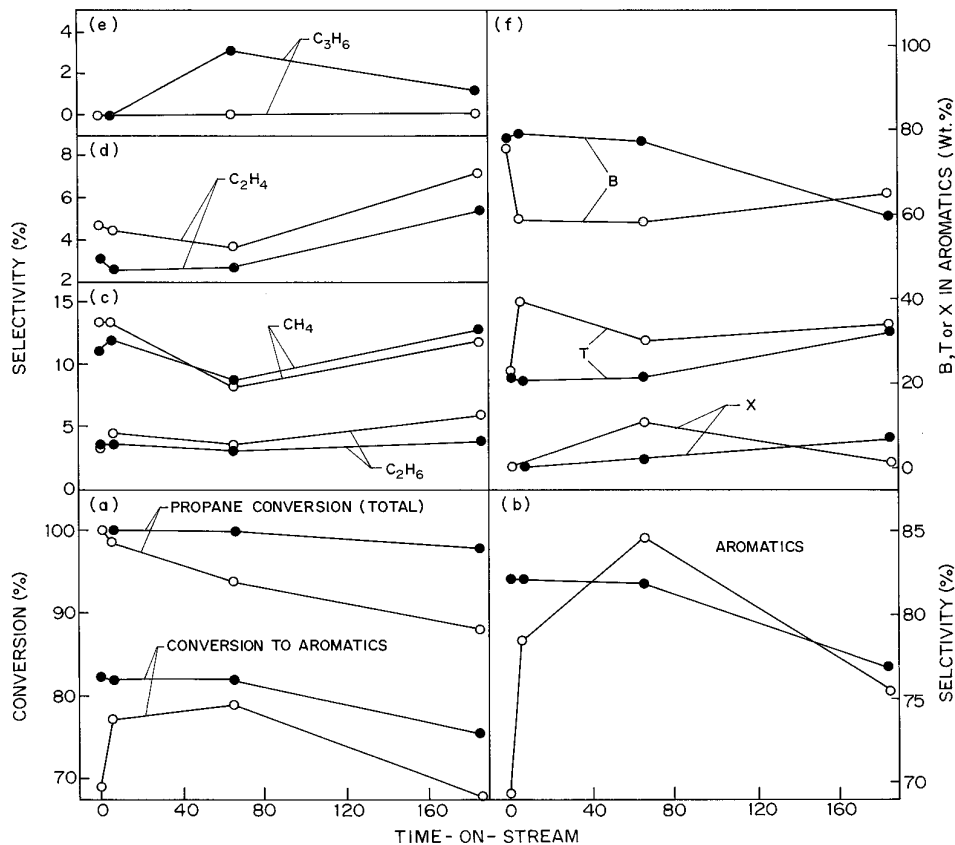 (e)
C3H6
4
2
0
(d)
C2H4
8
6
4
2
(c)
CH4
C2H6
15
10
5
0
SELECTIVITY (%)
(a)
PROPANE CONVERSION (TOTAL)
CONVERSION TO AROMATICS
100
90
80
70
CONVERSION (%)
0 40 80 120 160
(f)
B
T
X
100
80
60
40
20
0
B, T or X IN AROMATICS (Wt.%)
(b)
AROMATICS
85
80
75
70
SELCTIVITY (%)
0 40 80 120 160
TIME-ON-STREAM